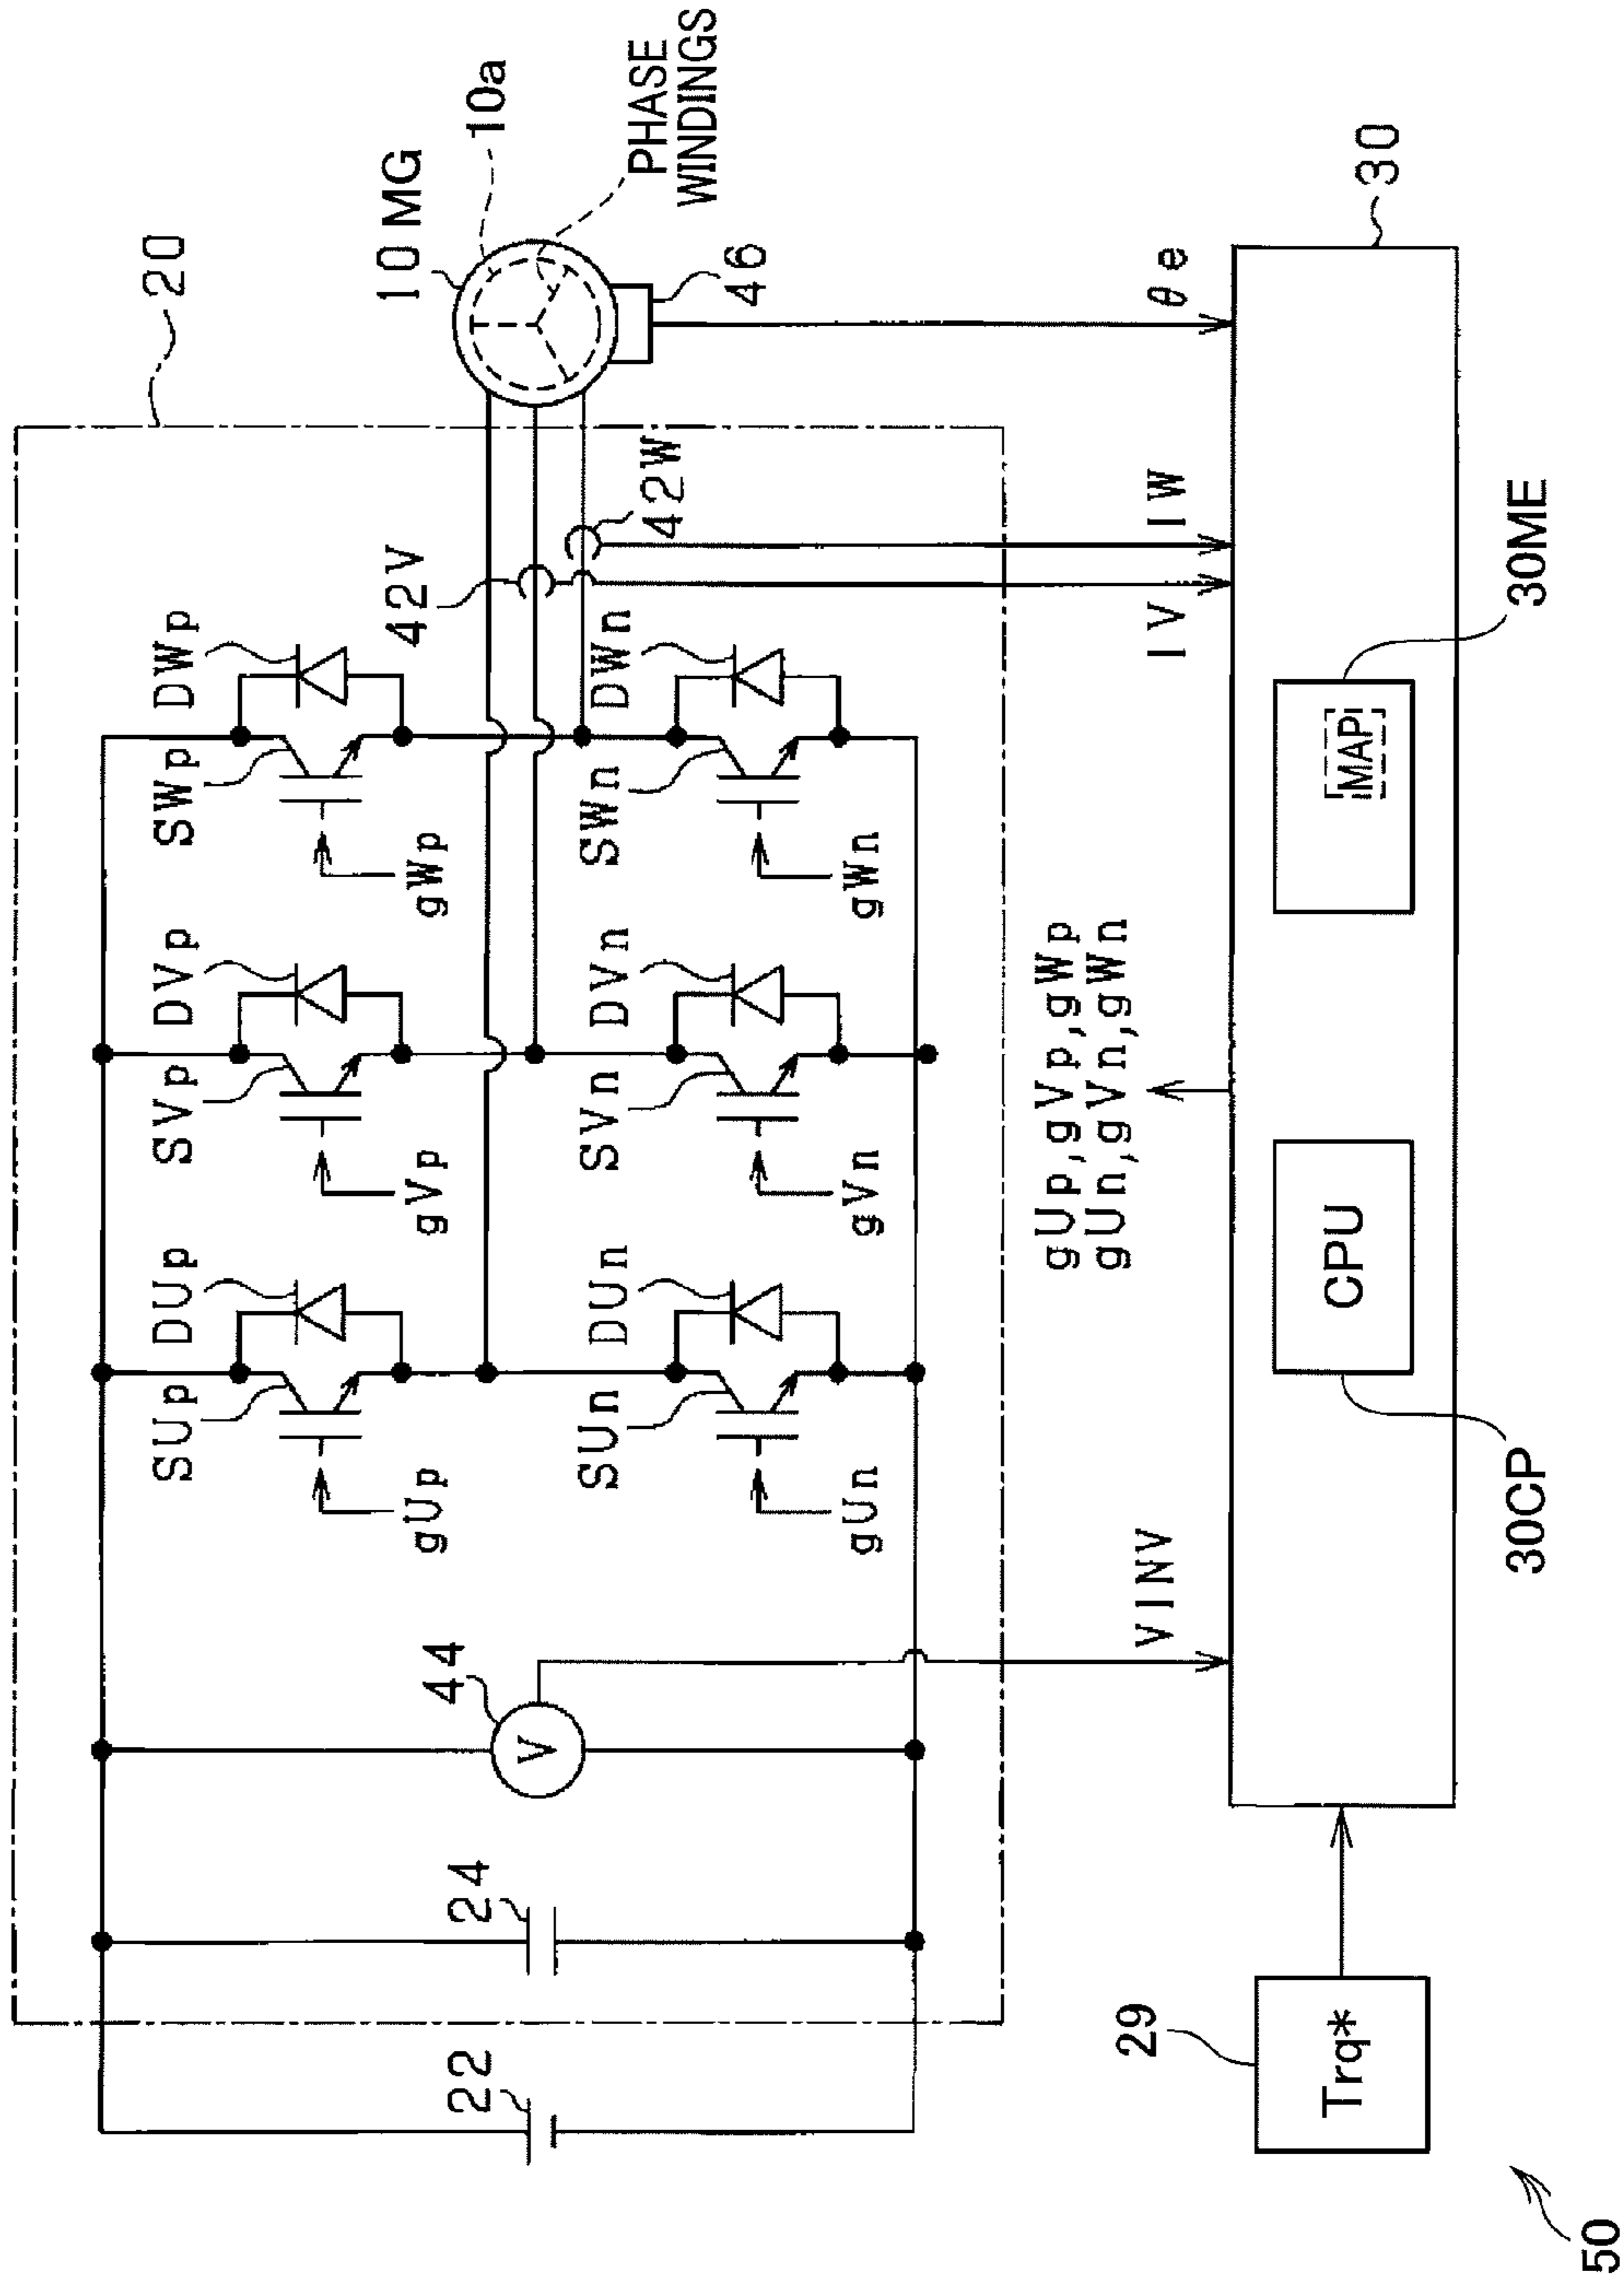 20
10 MG
10a
PHASE
WINDINGS
46
SUp
DUp
SVp
DVp
SWp
DWp
gUp
gVp
gWp
42V
42W
22
24
44
V
SUn
DUn
SVn
DVn
SWn
DWn
gUn
gVn
gWn
gUp,gVp,gWp
gUn,gVn,gWn
VINV
IV
IW
θe
30
29
Trq*
CPU
MAP
30CP
30ME
50